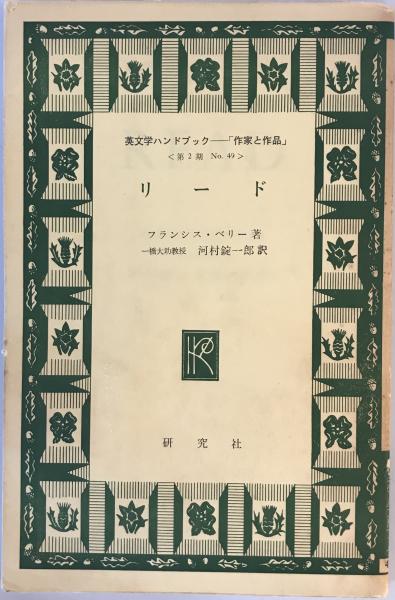 英文学ハンドブック──「作家と作品」
<第2期 No. 49>
リード
フランシス・ベリー著
一橋大助教授 河村錠一郎訳
研究社